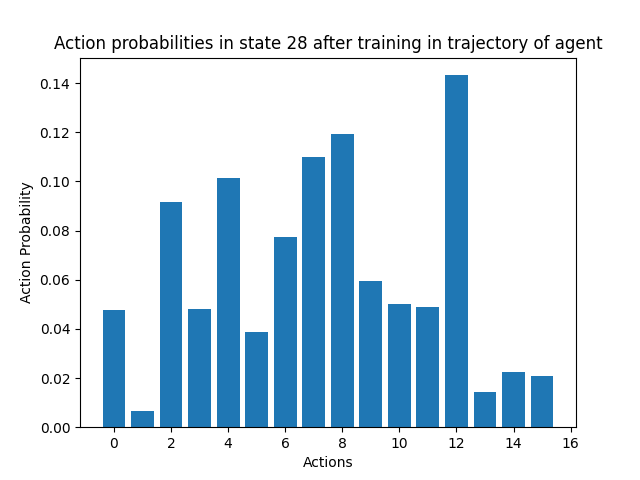 Action probabilities in state 28 after training in trajectory of agent
0.14
0.12
0.10
0.08
0.06
0.04
0.02
0.00
Action Probability
0 2 4 6 8 10 12 14 16
Actions